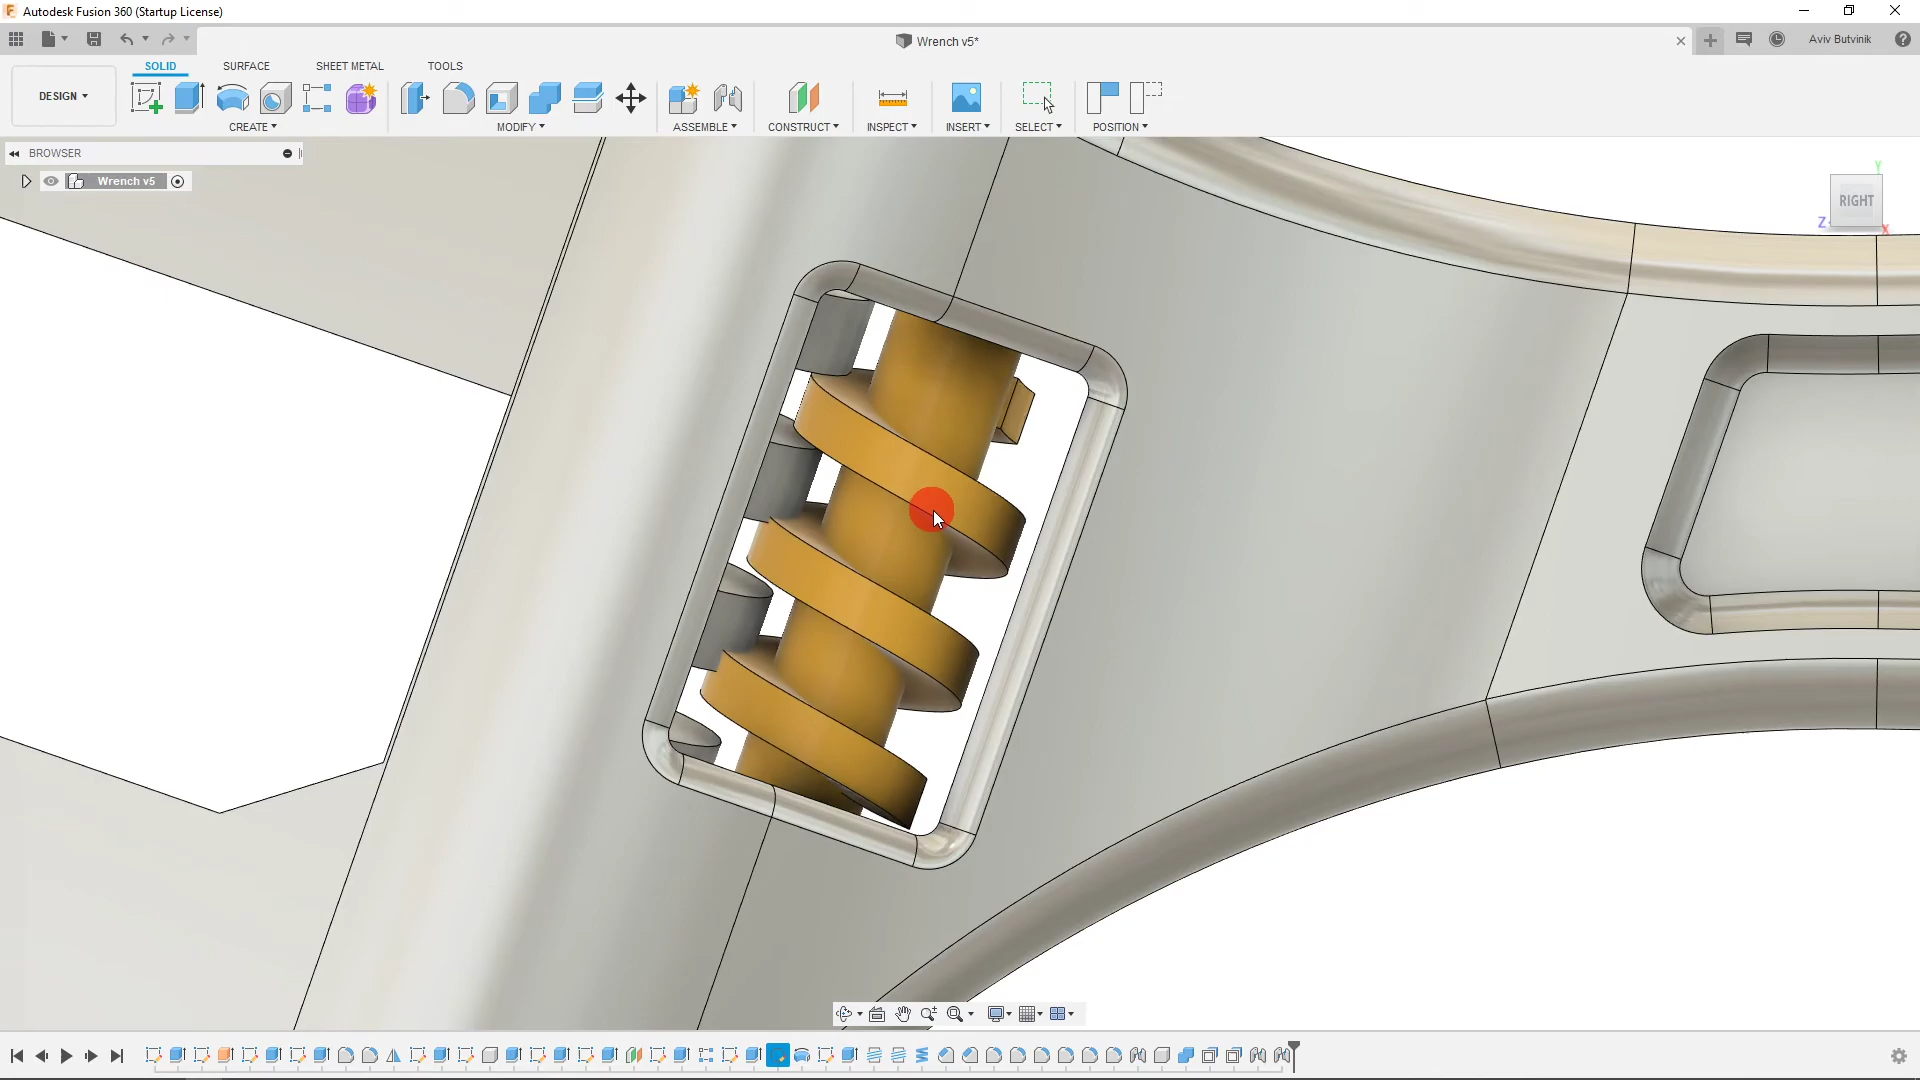 Autodesk Fusion 360 (Startup License)
Wrench v5*
Aviv Butvinik
DESIGN
SOLID
SURFACE
SHEET METAL
TOOLS
CREATE
MODIFY
ASSEMBLE
CONSTRUCT
INSPECT
INSERT
SELECT
POSITION
BROWSER
Wrench v5
Y
RIGHT
Z
X